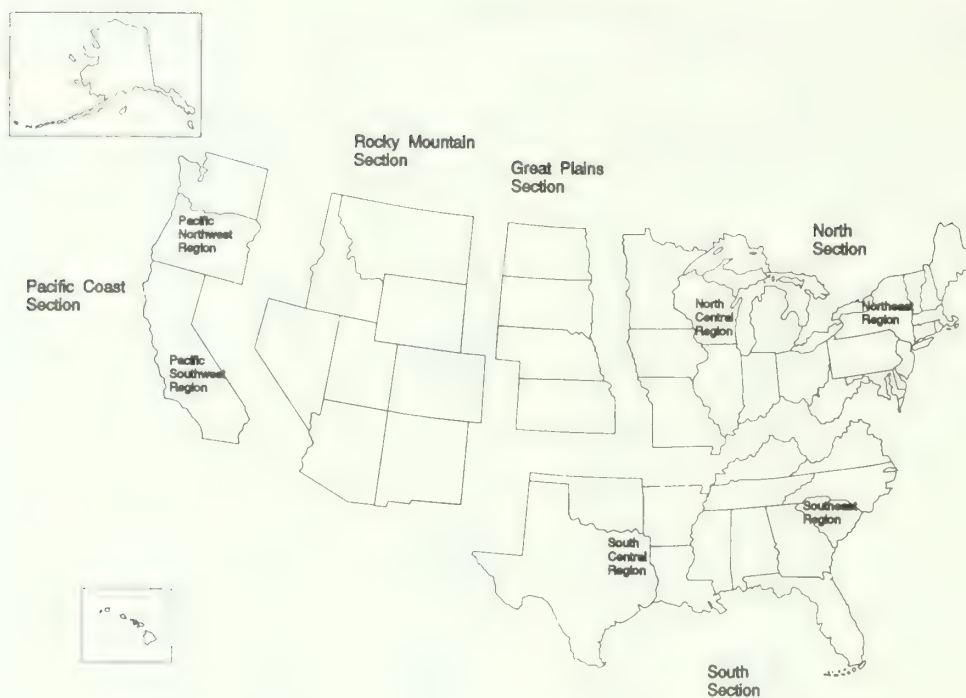 Rocky Mountain
Section
Great Plains
Section
Pacific
Northwest
Region
North
Section
Pacific Coast
Section
North
Central
Region
Northeast
Region
Pacific
Southwest
Region
Southeast
Region
South
Central
Region
South
Section